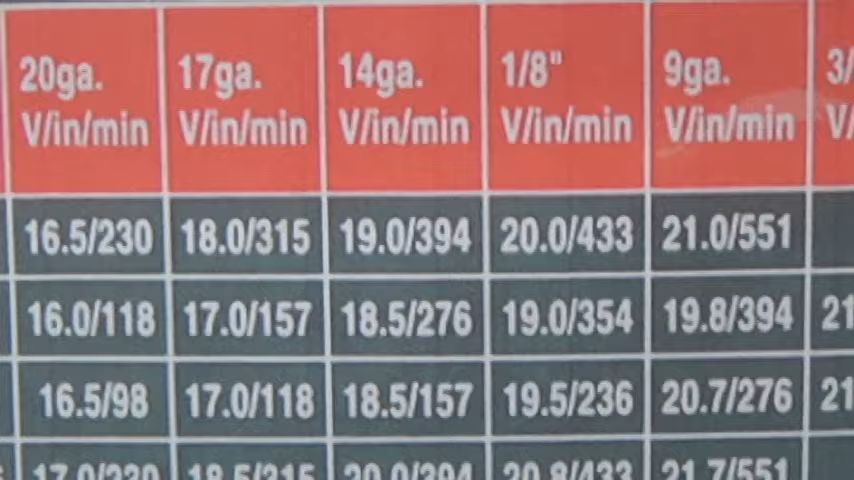 20ga. 17ga. 14ga. 1/8" 9ga. 3/
V/in/min V/in/min V/in/min V/in/min V/in/min V/
16.5/230 18.0/315 19.0/394 20.0/433 21.0/551
16.0/118 17.0/157 18.5/276 19.0/354 19.8/394 21
16.5/98 17.0/118 18.5/157 19.5/236 20.7/276 21
17.0/230 18.5/315 20.0/394 20.8/433 21.7/551